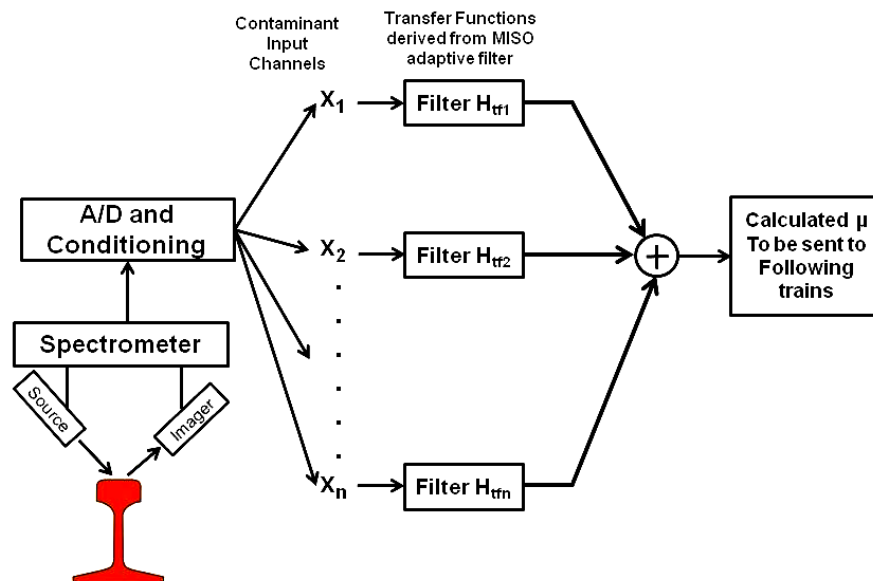 Contaminant
Input
Channels
Transfer Functions
derived from MISO
adaptive filter
X1
Filter Htf1
A/D and
Conditioning
X2
Filter Htf2
+
Calculated μ
To be sent to
Following
trains
Spectrometer
Source
Imager
Xn
Filter Htfn